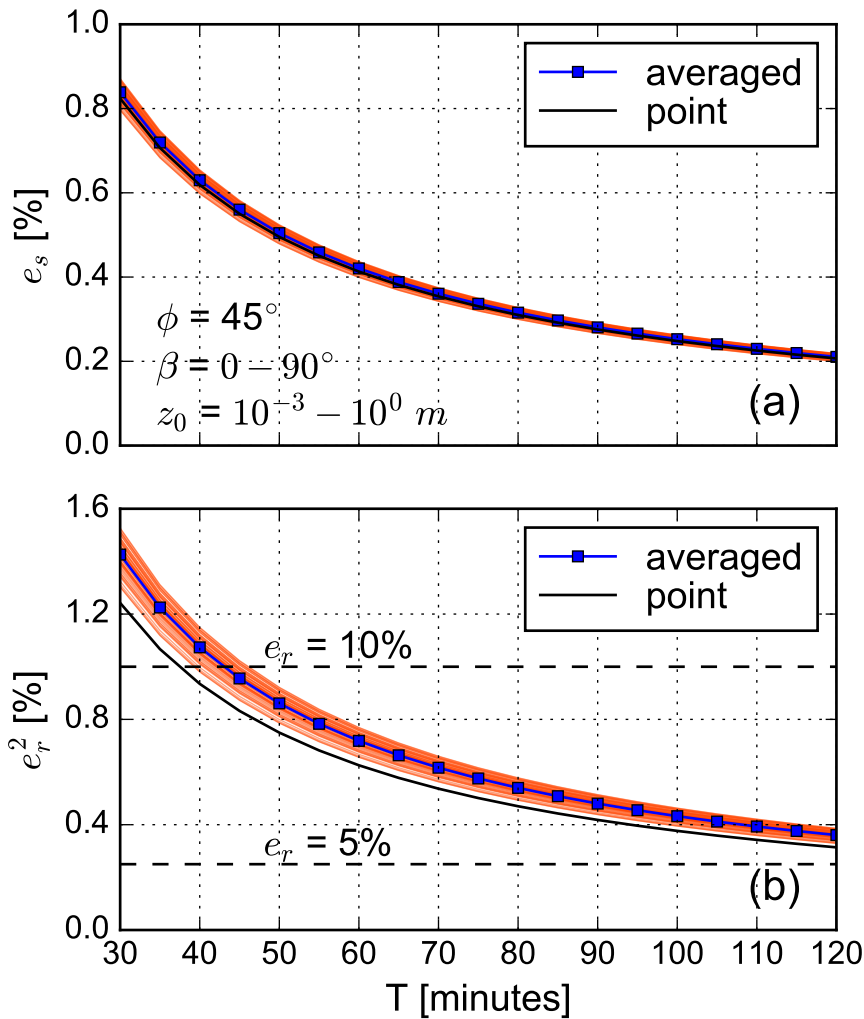 1.0
0.8
0.6
0.4
0.2
0.0
e_s [%]
averaged
point
ϕ = 45°
β = 0 − 90°
z_0 = 10^{−3} − 10^0 m
(a)
1.6
1.2
0.8
0.4
0.0
e_r^2 [%]
averaged
point
e_r = 10%
e_r = 5%
(b)
30 40 50 60 70 80 90 100 110 120
T [minutes]